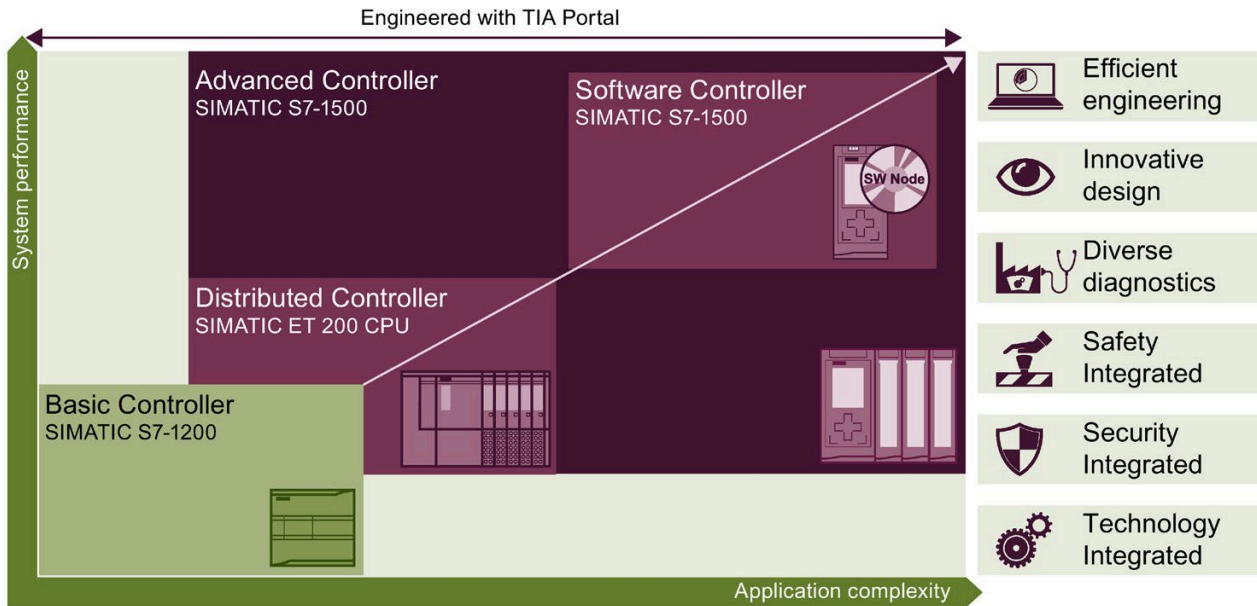 Engineered with TIA Portal
System performance
Advanced Controller
SIMATIC S7-1500
Software Controller
SIMATIC S7-1500
SW Node
Distributed Controller
SIMATIC ET 200 CPU
Basic Controller
SIMATIC S7-1200
Application complexity
Efficient
engineering
Innovative
design
Diverse
diagnostics
Safety
Integrated
Security
Integrated
Technology
Integrated